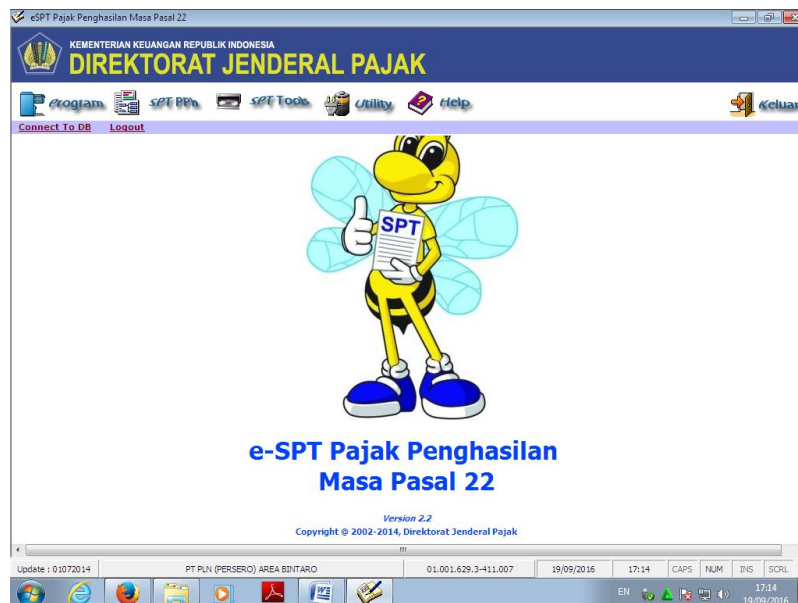 eSPT Pajak Penghasilan Masa Pasal 22
KEMENTERIAN KEUANGAN REPUBLIK INDONESIA
DIREKTORAT JENDERAL PAJAK
Program SPT PPh SPT Tools Utility Help Keluar
Connect To DB Logout
SPT
e-SPT Pajak Penghasilan
Masa Pasal 22
Version 2.2
Copyright @ 2002-2014, Direktorat Jenderal Pajak
Update : 01072014 PT PLN (PERSERO) AREA BINTARO 01.001.629.3-411.007 19/09/2016 17:14 CAPS NUM INS SCRL
EN 17:14
19/09/2016